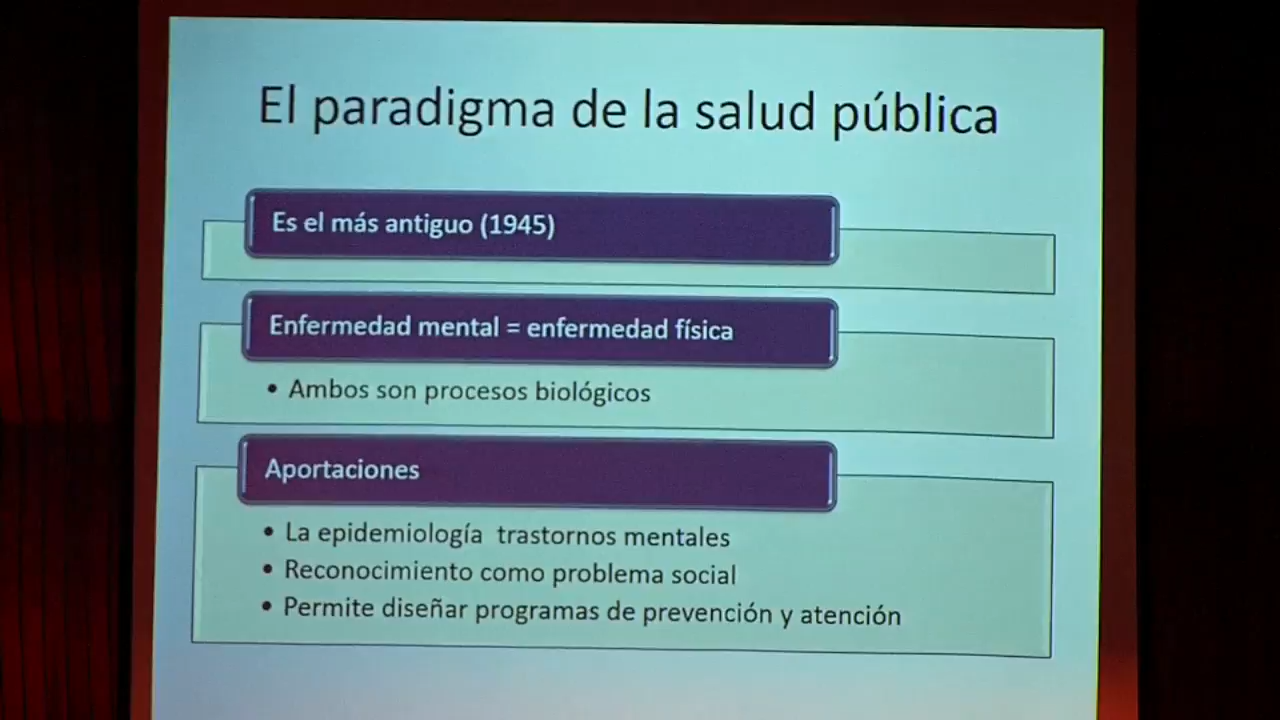 El paradigma de la salud pública
Es el más antiguo (1945)
Enfermedad mental = enfermedad física
• Ambos son procesos biológicos
Aportaciones
• La epidemiología  trastornos mentales
• Reconocimiento como problema social
• Permite diseñar programas de prevención y atención